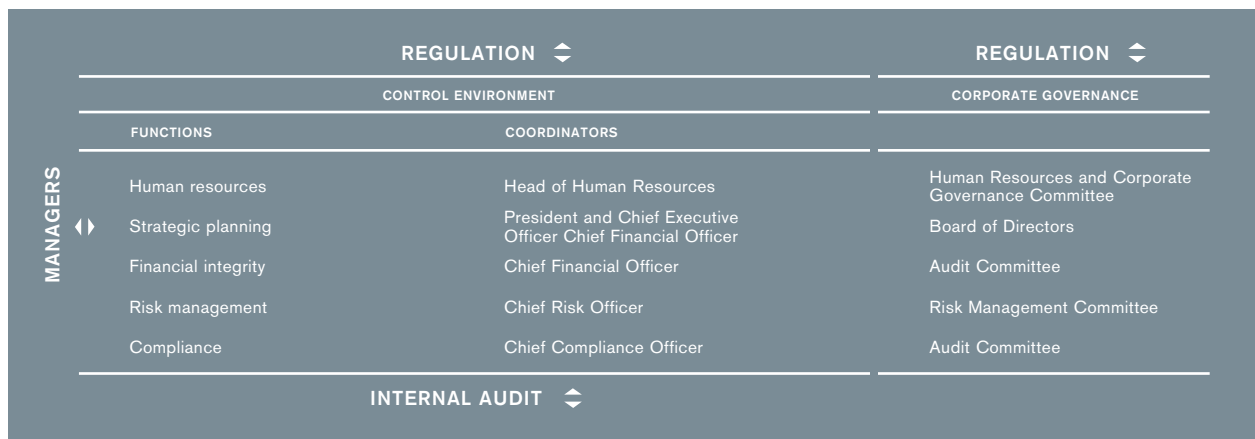 REGULATION
REGULATION
CONTROL ENVIRONMENT
CORPORATE GOVERNANCE
FUNCTIONS
COORDINATORS
MANAGERS
Human resources
Head of Human Resources
Human Resources and Corporate
Governance Committee
Strategic planning
President and Chief Executive
Officer Chief Financial Officer
Board of Directors
Financial integrity
Chief Financial Officer
Audit Committee
Risk management
Chief Risk Officer
Risk Management Committee
Compliance
Chief Compliance Officer
Audit Committee
INTERNAL AUDIT